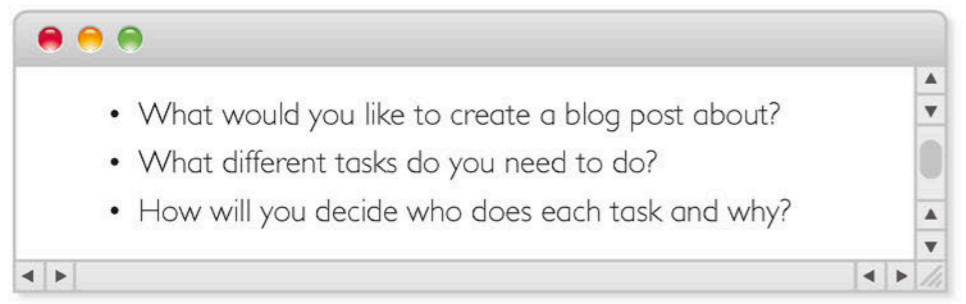 • What would you like to create a blog post about?
• What different tasks do you need to do?
• How will you decide who does each task and why?